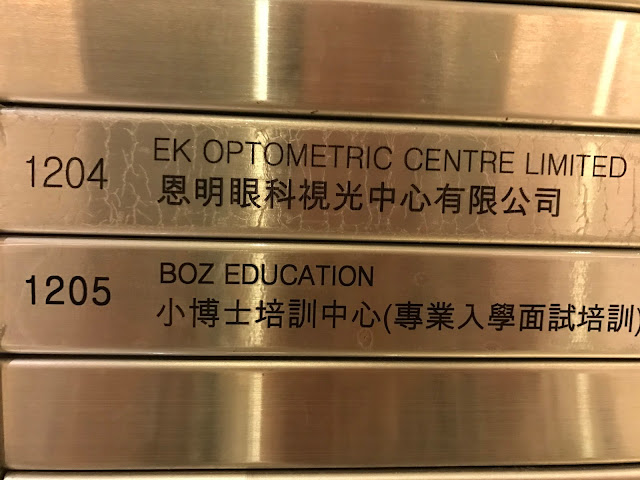 1204 EK OPTOMETRIC CENTRE LIMITED
恩明眼科視光中心有限公司
1205 BOZ EDUCATION
小博士培訓中心(專業入學面試培訓)